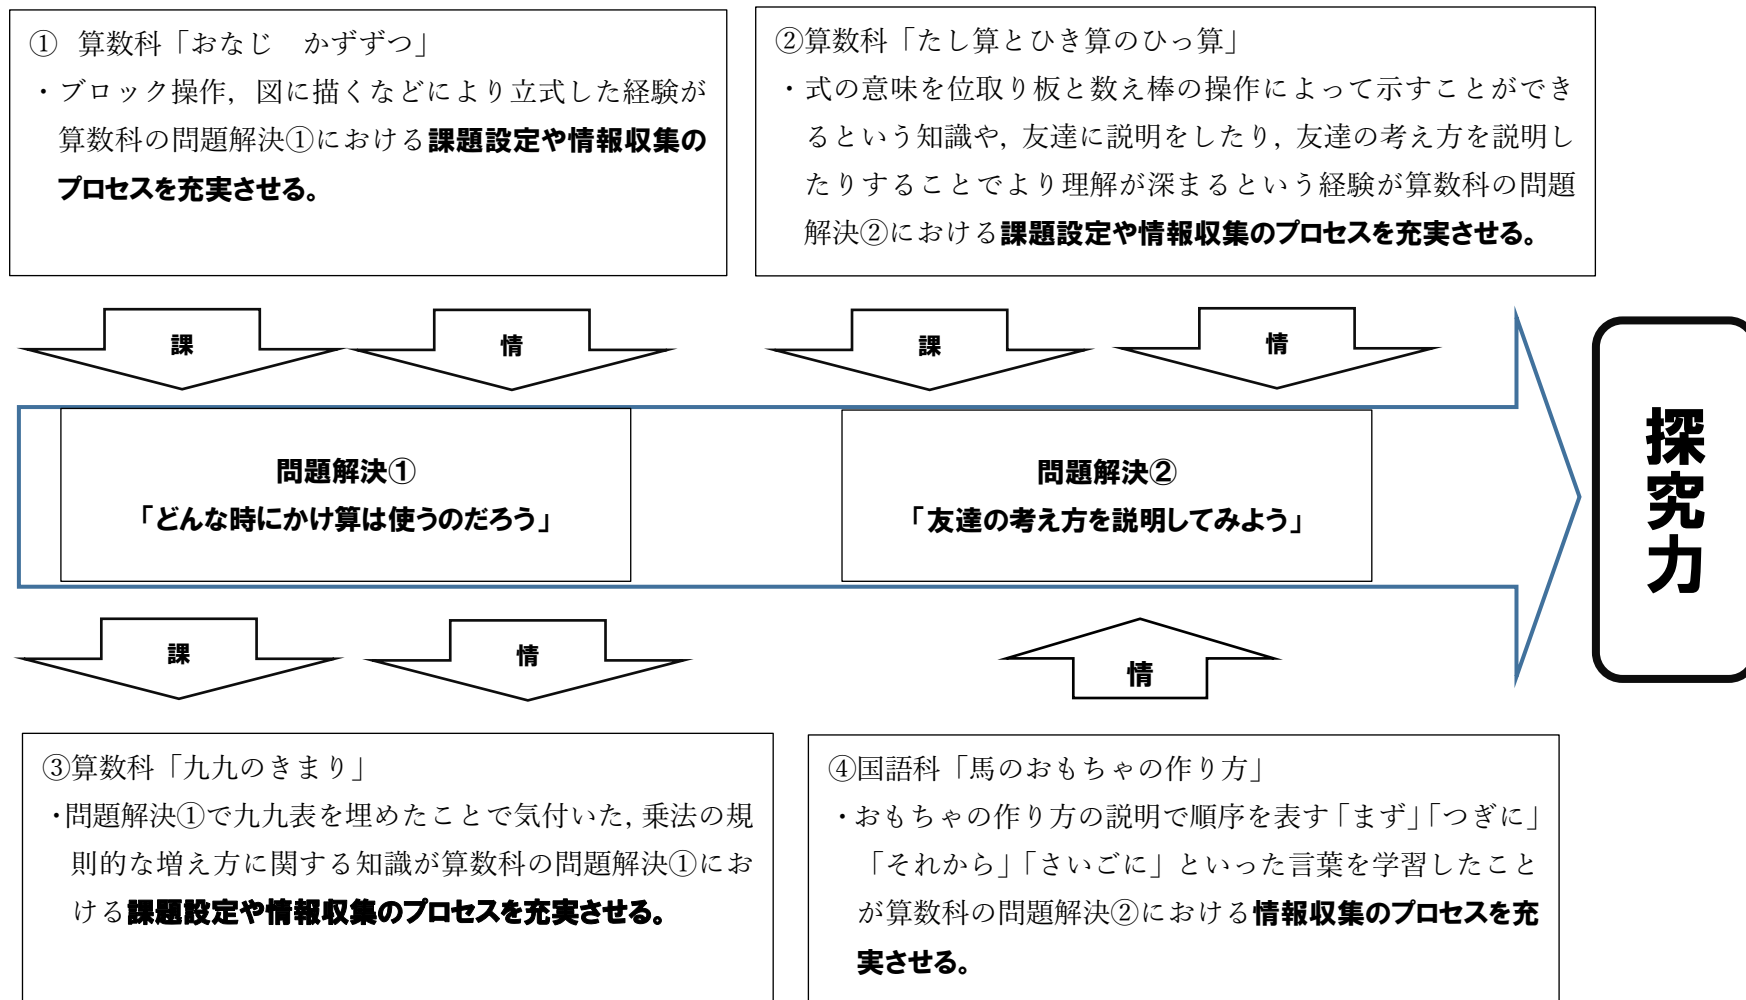 ① 算数科「おなじ　かずずつ」
・ブロック操作，図に描くなどにより立式した経験が
算数科の問題解決①における課題設定や情報収集の
プロセスを充実させる。
②算数科「たし算とひき算のひっ算」
・式の意味を位取り板と数え棒の操作によって示すことができ
るという知識や，友達に説明をしたり，友達の考え方を説明し
たりすることでより理解が深まるという経験が算数科の問題
解決②における課題設定や情報収集のプロセスを充実させる。
課
情
課
情
問題解決①
「どんな時にかけ算は使うのだろう」
問題解決②
「友達の考え方を説明してみよう」
探究力
課
情
情
③算数科「九九のきまり」
・問題解決①で九九表を埋めたことで気付いた，乗法の規
則的な増え方に関する知識が算数科の問題解決①にお
ける課題設定や情報収集のプロセスを充実させる。
④国語科「馬のおもちゃの作り方」
・おもちゃの作り方の説明で順序を表す「まず」「つぎに」
「それから」「さいごに」といった言葉を学習したこと
が算数科の問題解決②における情報収集のプロセスを充
実させる。